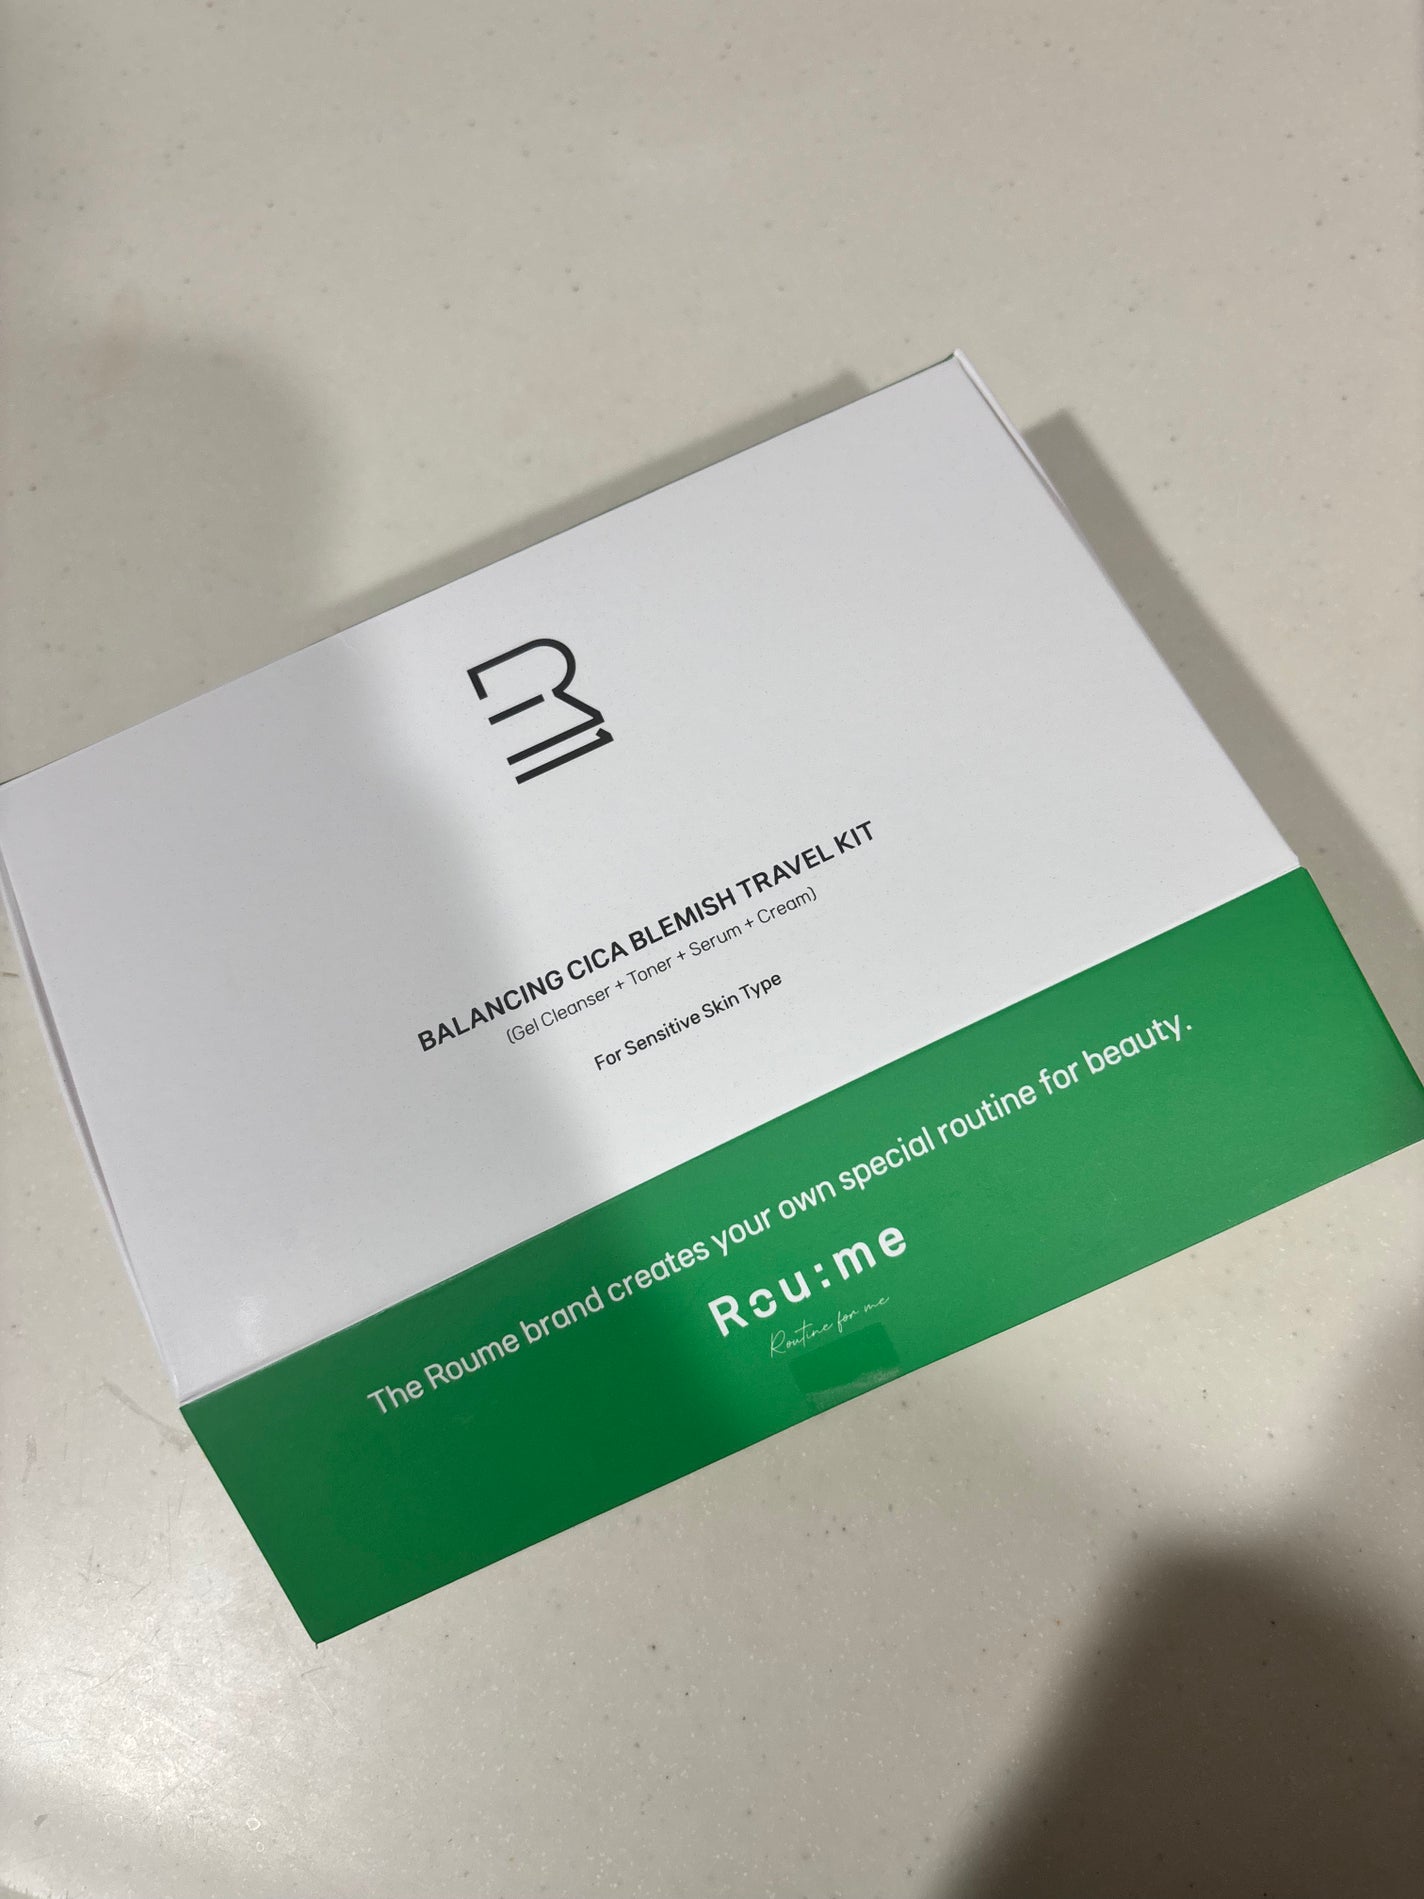 BALANCING CICA BLEMISH TRAVEL KIT
(Gel Cleanser + Toner + Serum + Cream)
For Sensitive Skin Type
The Roume brand creates your own special routine for beauty.
Rou:me
Routine for me